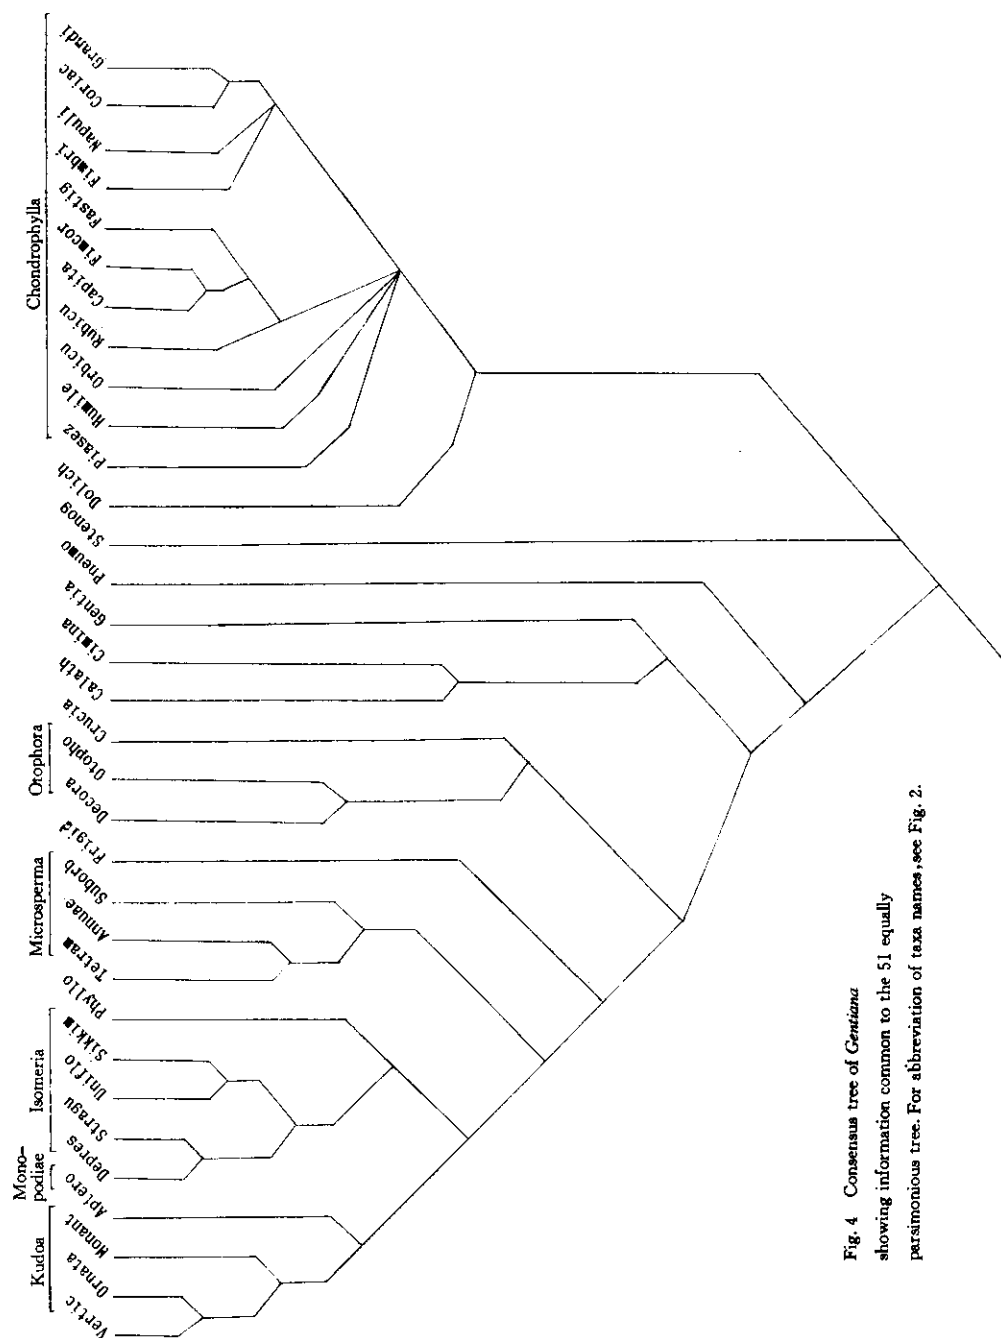 Chondrophylla
Otophora
Microsperma
Isomeria
Mono-
podiae
Kudoa
Grandi
Coriac
Napuli
Fimbri
Fastig
Fimcor
Capita
Rubicu
Orbicu
Humile
Piasez
Dolich
Stenog
Pneumo
Gentia
Cimina
Calath
Crucia
Otopho
Decora
Frigid
Suborb
Annuae
Tetram
Phyllo
Sikkim
Uniflo
Stragu
Depres
Aptero
Monant
Ornata
Vertic
Fig. 4 Consensus tree of Gentiana
showing information common to the 51 equally
parsimonious tree. For abbreviation of taxa names, see Fig. 2.